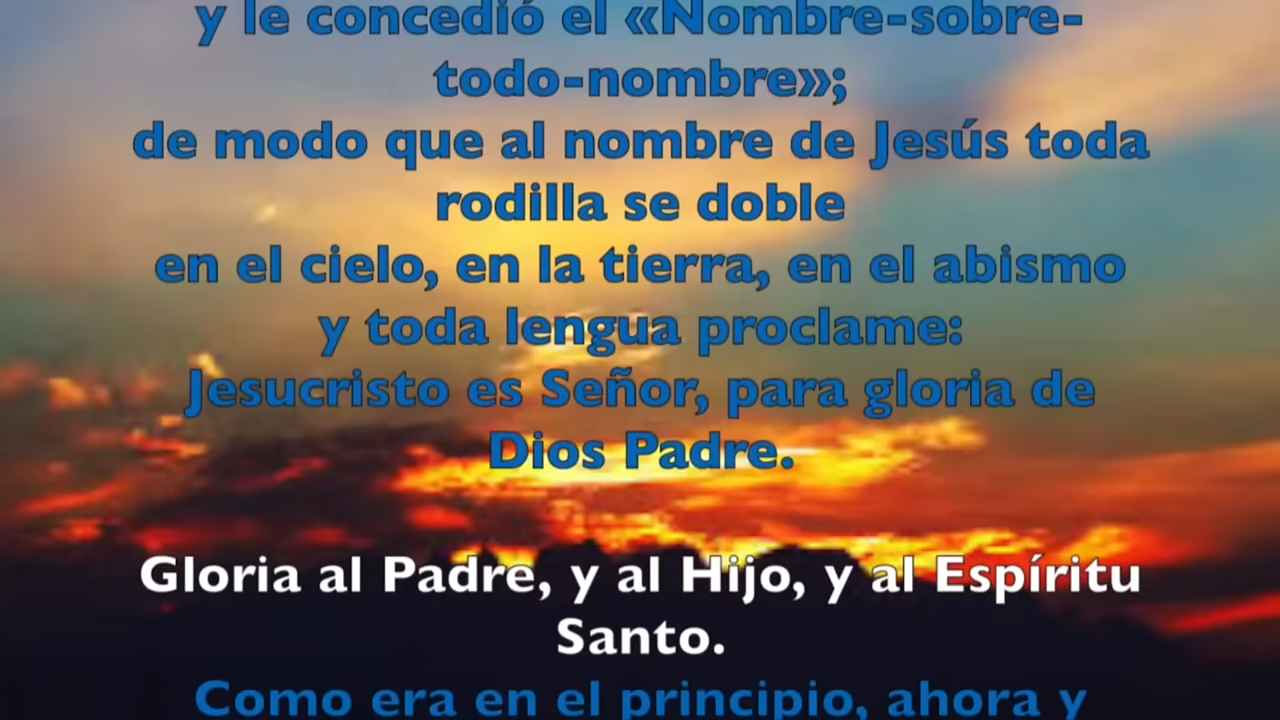 y le concedió el «Nombre-sobre-
todo-nombre»;
de modo que al nombre de Jesús toda
rodilla se doble
en el cielo, en la tierra, en el abismo
y toda lengua proclame:
Jesucristo es Señor, para gloria de
Dios Padre.
Gloria al Padre, y al Hijo, y al Espíritu
Santo.
Como era en el principio, ahora y